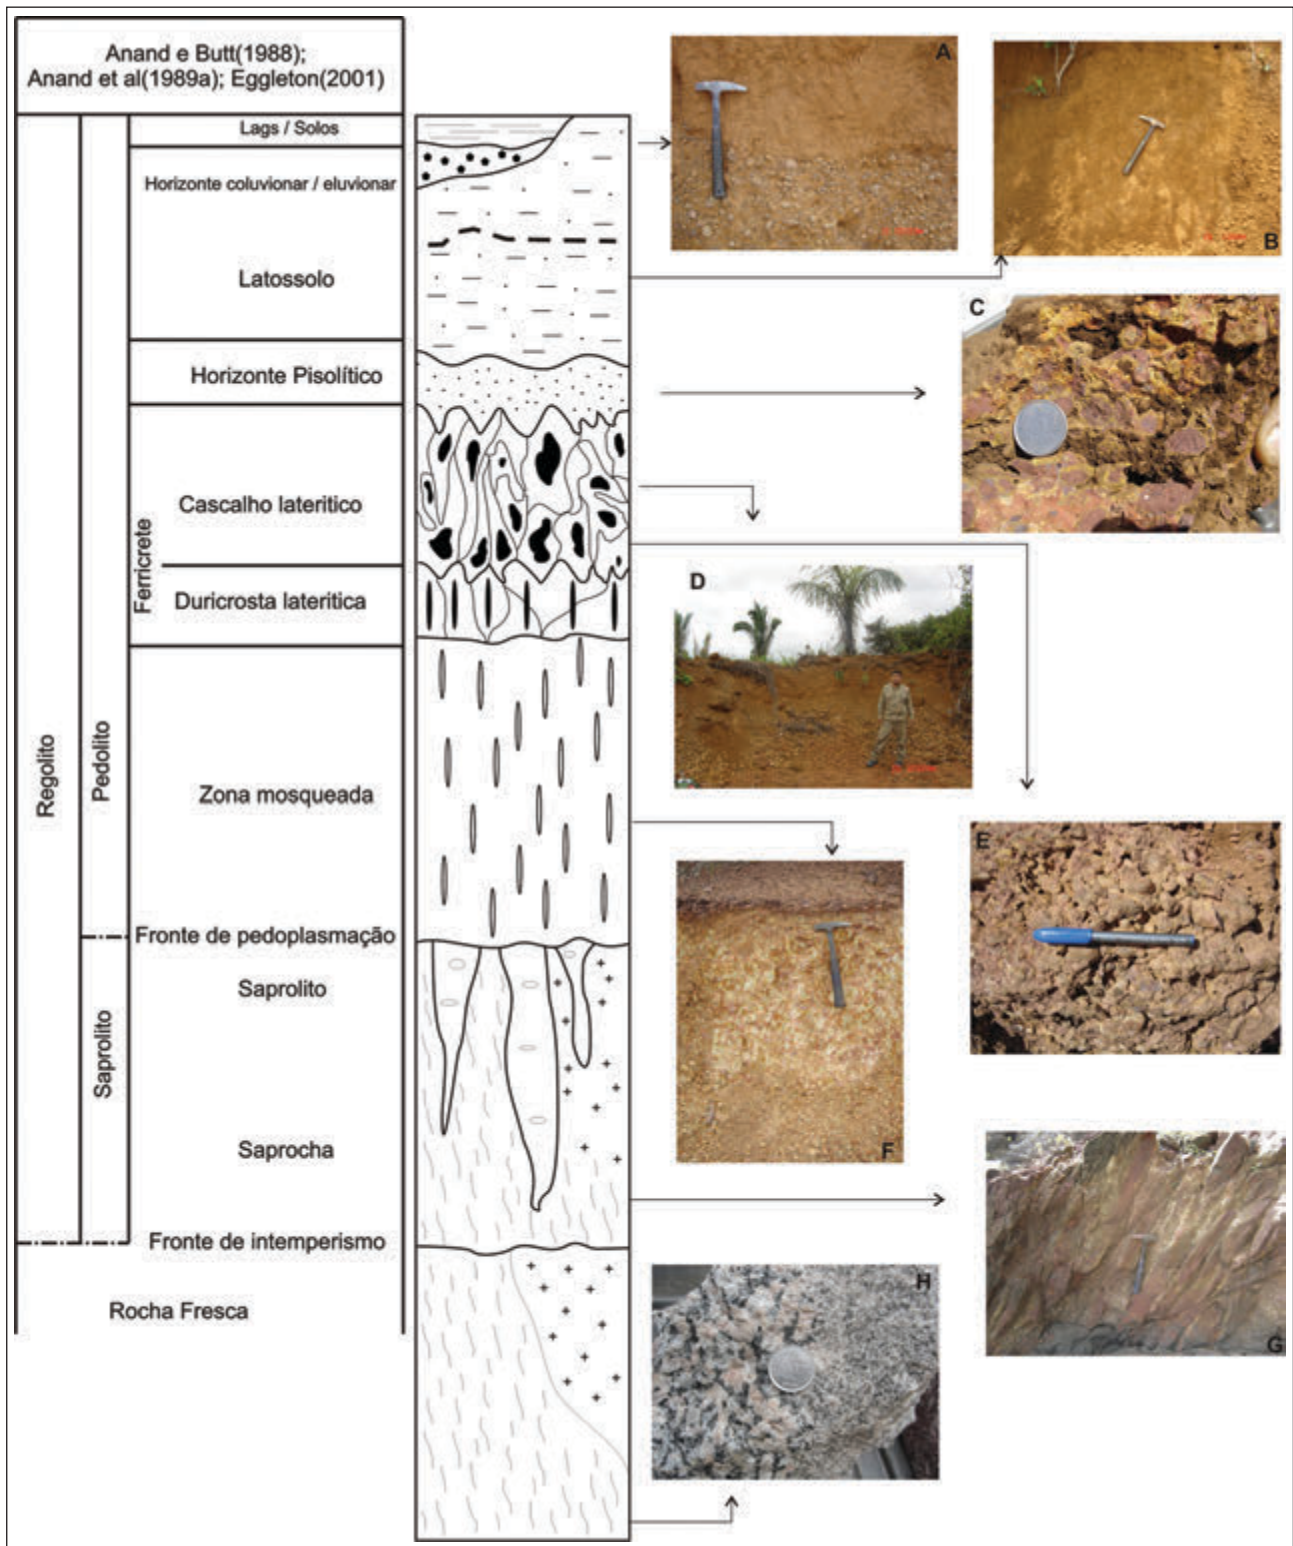 Anand e Butt(1988);
Anand et al(1989a); Eggleton(2001)
Lags / Solos
Horizonte coluvionar / eluvionar
Latossolo
Horizonte Pisolítico
Cascalho lateritico
Ferricrete
Duricrosta lateritica
Regolito
Pedolito
Zona mosqueada
Fronte de pedoplasmação
Saprolito
Saprolito
Saprocha
Fronte de intemperismo
Rocha Fresca
A
B
C
D
E
F
G
H